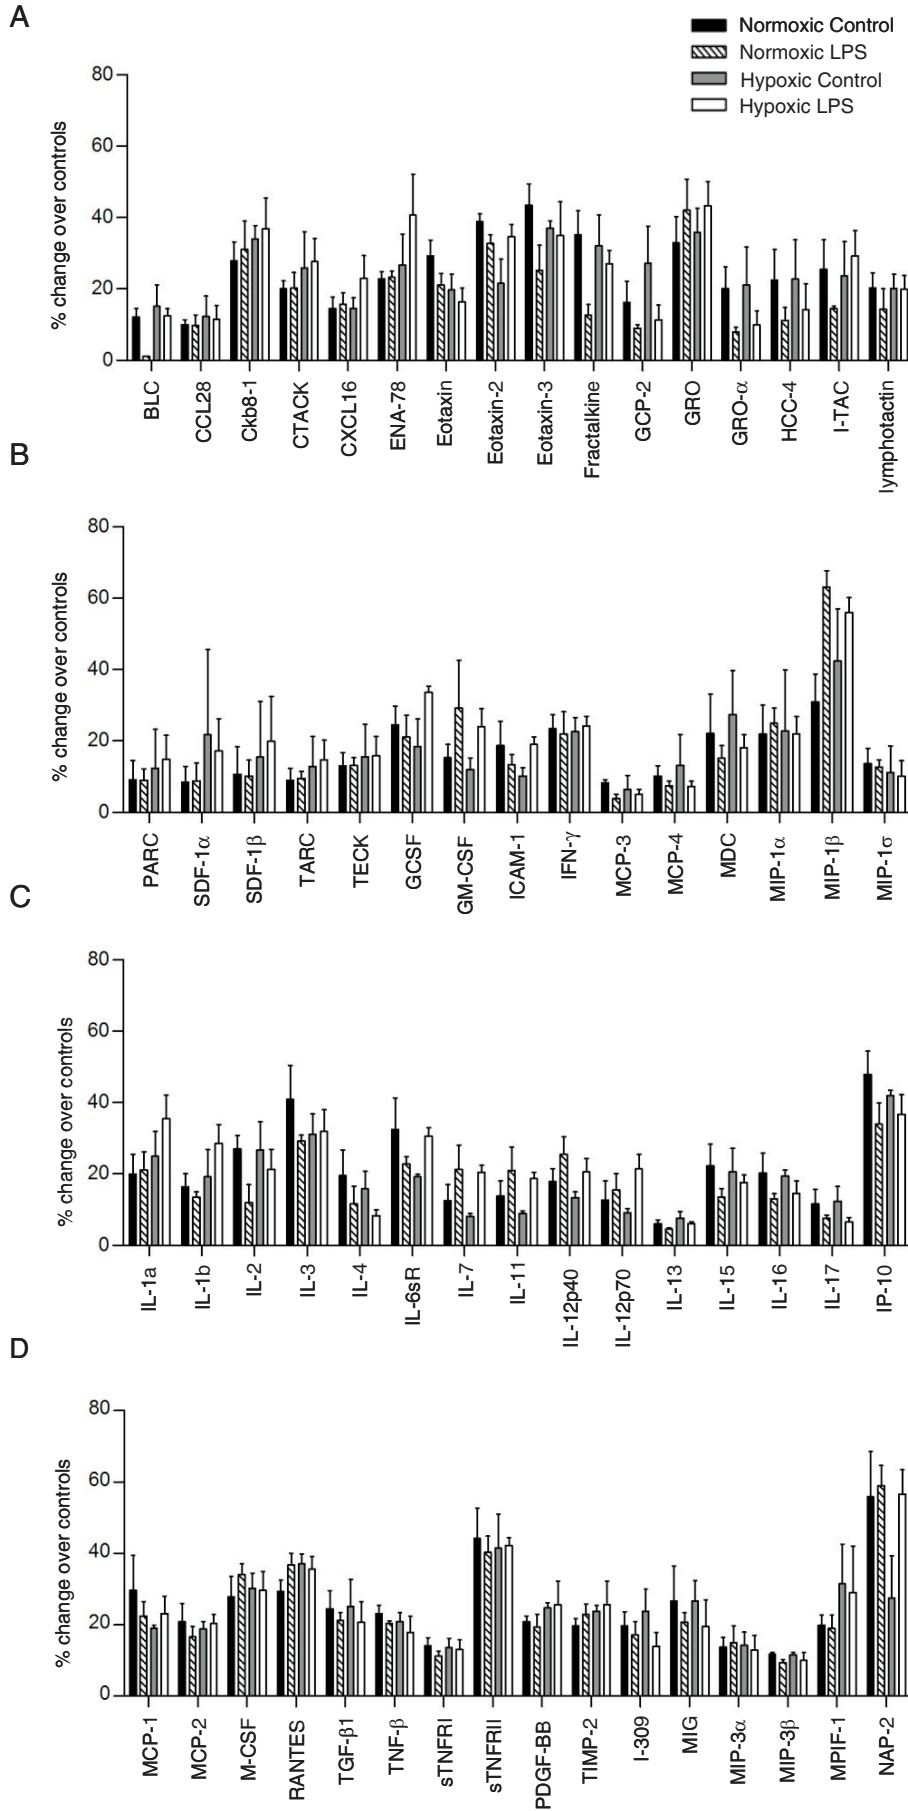 A
Normoxic Control
Normoxic LPS
Hypoxic Control
Hypoxic LPS
% change over controls
80
60
40
20
0
BLC
CCL28
Ckb8-1
CTACK
CXCL16
ENA-78
Eotaxin
Eotaxin-2
Eotaxin-3
Fractalkine
GCP-2
GRO
GRO-α
HCC-4
I-TAC
lymphotactin
B
% change over controls
80
60
40
20
0
PARC
SDF-1α
SDF-1β
TARC
TECK
GCSF
GM-CSF
ICAM-1
IFN-γ
MCP-3
MCP-4
MDC
MIP-1α
MIP-1β
MIP-1σ
C
% change over controls
80
60
40
20
0
IL-1a
IL-1b
IL-2
IL-3
IL-4
IL-6sR
IL-7
IL-11
IL-12p40
IL-12p70
IL-13
IL-15
IL-16
IL-17
IP-10
D
% change over controls
80
60
40
20
0
MCP-1
MCP-2
M-CSF
RANTES
TGF-β1
TNF-β
sTNFRI
sTNFRII
PDGF-BB
TIMP-2
I-309
MIG
MIP-3α
MIP-3β
MPIF-1
NAP-2